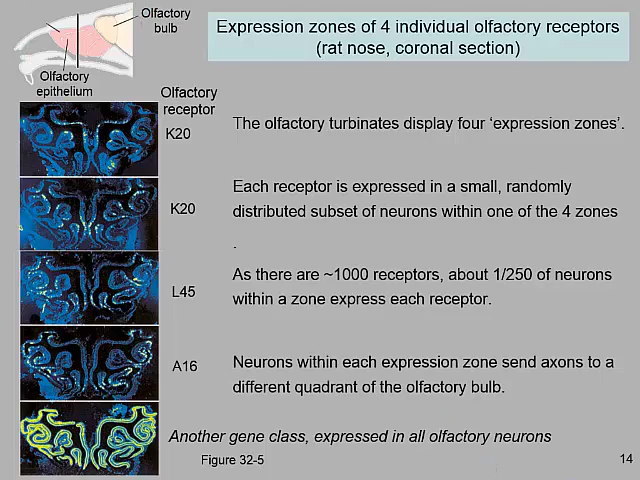 Olfactory
bulb
Olfactory
epithelium
Expression zones of 4 individual olfactory receptors
(rat nose, coronal section)
Olfactory
receptor
K20
The olfactory turbinates display four ‘expression zones’.
K20
Each receptor is expressed in a small, randomly
distributed subset of neurons within one of the 4 zones
.
L45
As there are ~1000 receptors, about 1/250 of neurons
within a zone express each receptor.
A16
Neurons within each expression zone send axons to a
different quadrant of the olfactory bulb.
Another gene class, expressed in all olfactory neurons
Figure 32-5
14